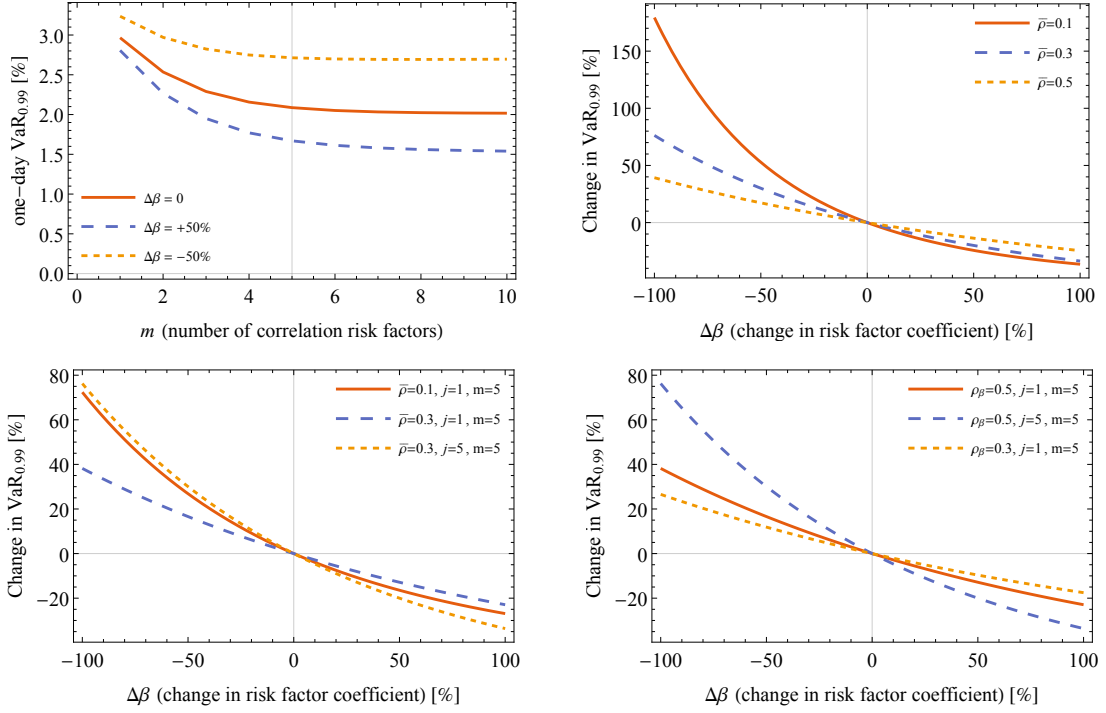 one-day VaR0.99 [%]
3.0
2.5
2.0
1.5
1.0
0.5
0.0
Δβ = 0
Δβ = +50%
Δβ = −50%
0 2 4 6 8 10
m (number of correlation risk factors)
Change in VaR0.99 [%]
150
100
50
0
ρ̅=0.1
ρ̅=0.3
ρ̅=0.5
−100 −50 0 50 100
Δβ (change in risk factor coefficient) [%]
Change in VaR0.99 [%]
80
60
40
20
0
−20
ρ̅=0.1, j=1, m=5
ρ̅=0.3, j=1, m=5
ρ̅=0.3, j=5, m=5
−100 −50 0 50 100
Δβ (change in risk factor coefficient) [%]
Change in VaR0.99 [%]
80
60
40
20
0
−20
ρβ=0.5, j=1, m=5
ρβ=0.5, j=5, m=5
ρβ=0.3, j=1, m=5
−100 −50 0 50 100
Δβ (change in risk factor coefficient) [%]